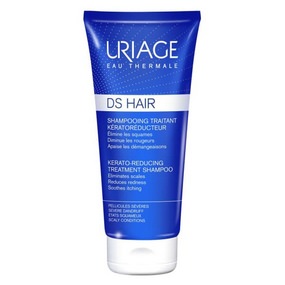 URIAGE
EAU THERMALE
DS HAIR
SHAMPOOING TRAITANT
KÉRATORÉDUCTEUR
Élimine les squames
Diminue les rougeurs
Apaise les démangeaisons
KERATO-REDUCING
TREATMENT SHAMPOO
Eliminates scales
Reduces redness
Soothes itching
PELLICULES SÉVÈRES
SEVERE DANDRUFF
ÉTATS SQUAMEUX
SCALY CONDITIONS